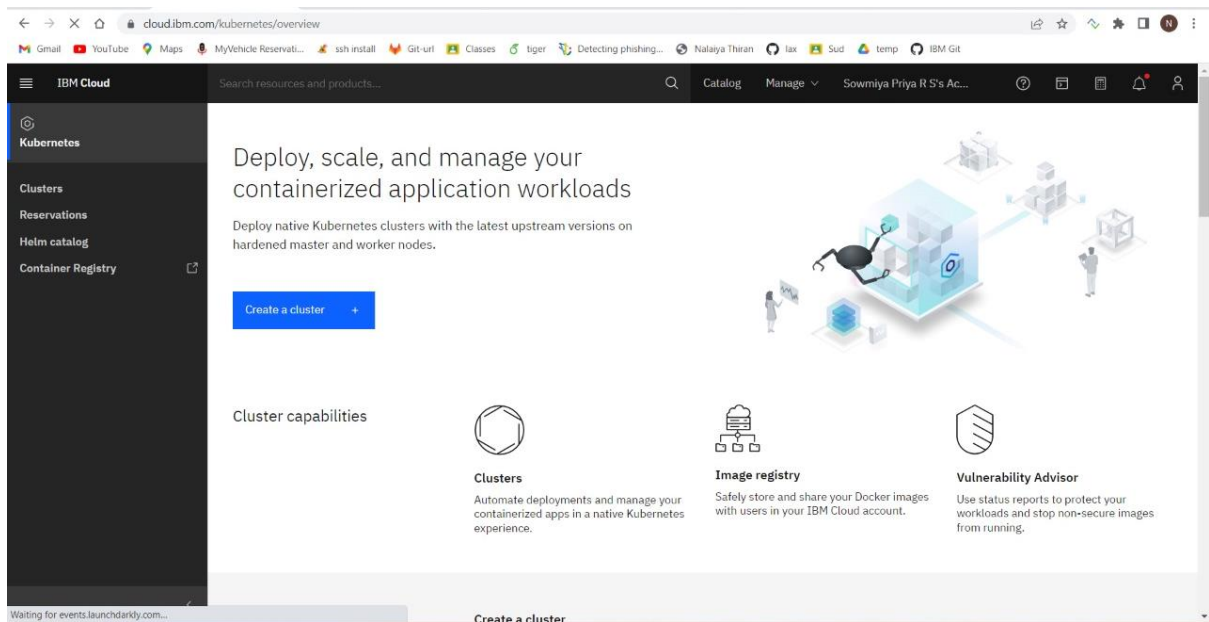 cloud.ibm.com/kubernetes/overview
Gmail YouTube Maps MyVehicle Reservati... ssh install Git-url Classes tiger Detecting phishing... Nalaiya Thiran lax Sud temp IBM Git
IBM Cloud Search resources and products... Catalog Manage Sowmiya Priya R S's Ac...
Kubernetes
Clusters
Reservations
Helm catalog
Container Registry
Deploy, scale, and manage your
containerized application workloads
Deploy native Kubernetes clusters with the latest upstream versions on
hardened master and worker nodes.
Create a cluster +
Cluster capabilities
Clusters
Automate deployments and manage your
containerized apps in a native Kubernetes
experience.
Image registry
Safely store and share your Docker images
with users in your IBM Cloud account.
Vulnerability Advisor
Use status reports to protect your
workloads and stop non-secure images
from running.
Waiting for events.launchdarkly.com...
Create a cluster